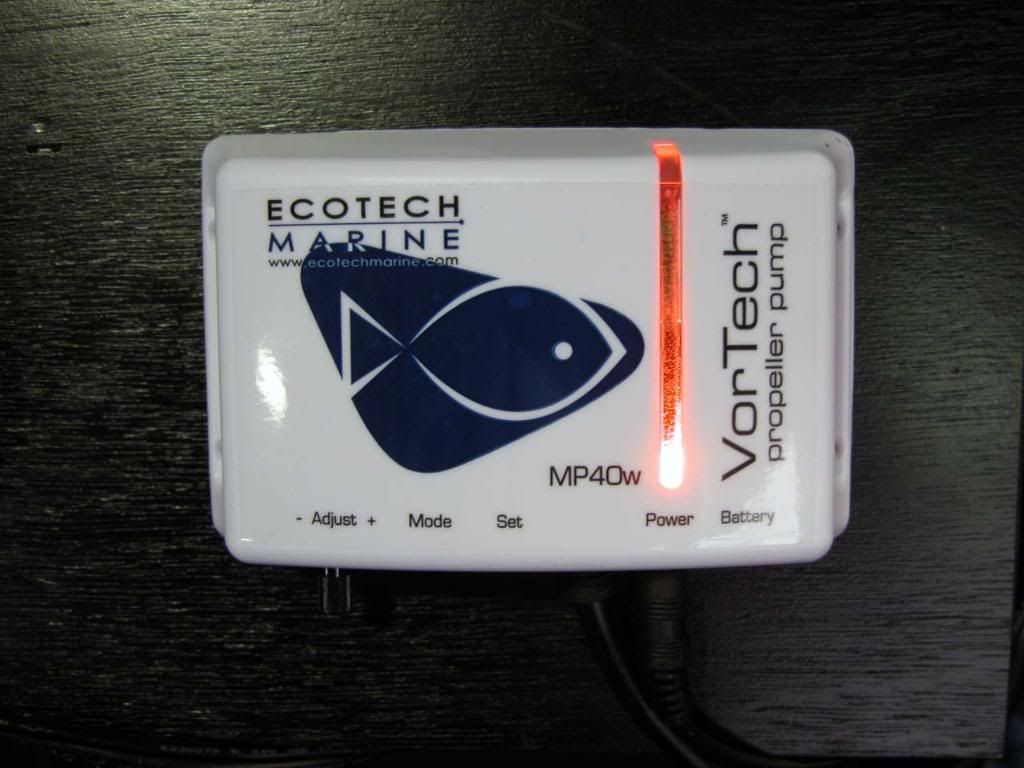 ECOTECH
MARINE
www.ecotechmarine.com
VorTech™
propeller pump
MP40w
- Adjust +
Mode
Set
Power
Battery